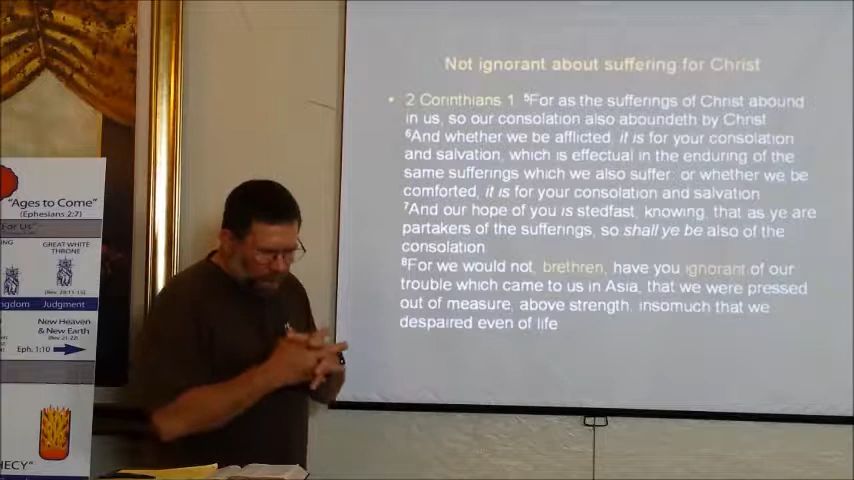 Not ignorant about suffering for Christ
• 2 Corinthians 1 ⁵For as the sufferings of Christ abound
in us, so our consolation also aboundeth by Christ
⁶And whether we be afflicted, it is for your consolation
and salvation, which is effectual in the enduring of the
same sufferings which we also suffer: or whether we be
comforted, it is for your consolation and salvation
⁷And our hope of you is stedfast, knowing, that as ye are
partakers of the sufferings, so shall ye be also of the
consolation
⁸For we would not, brethren, have you ignorant of our
trouble which came to us in Asia, that we were pressed
out of measure, above strength, insomuch that we
despaired even of life
"Ages to Come"
(Ephesians 2:7)
"For Us"
GREAT WHITE
THRONE
Judgment
New Heaven
& New Earth
(Rev. 21-22)
Eph. 1:10